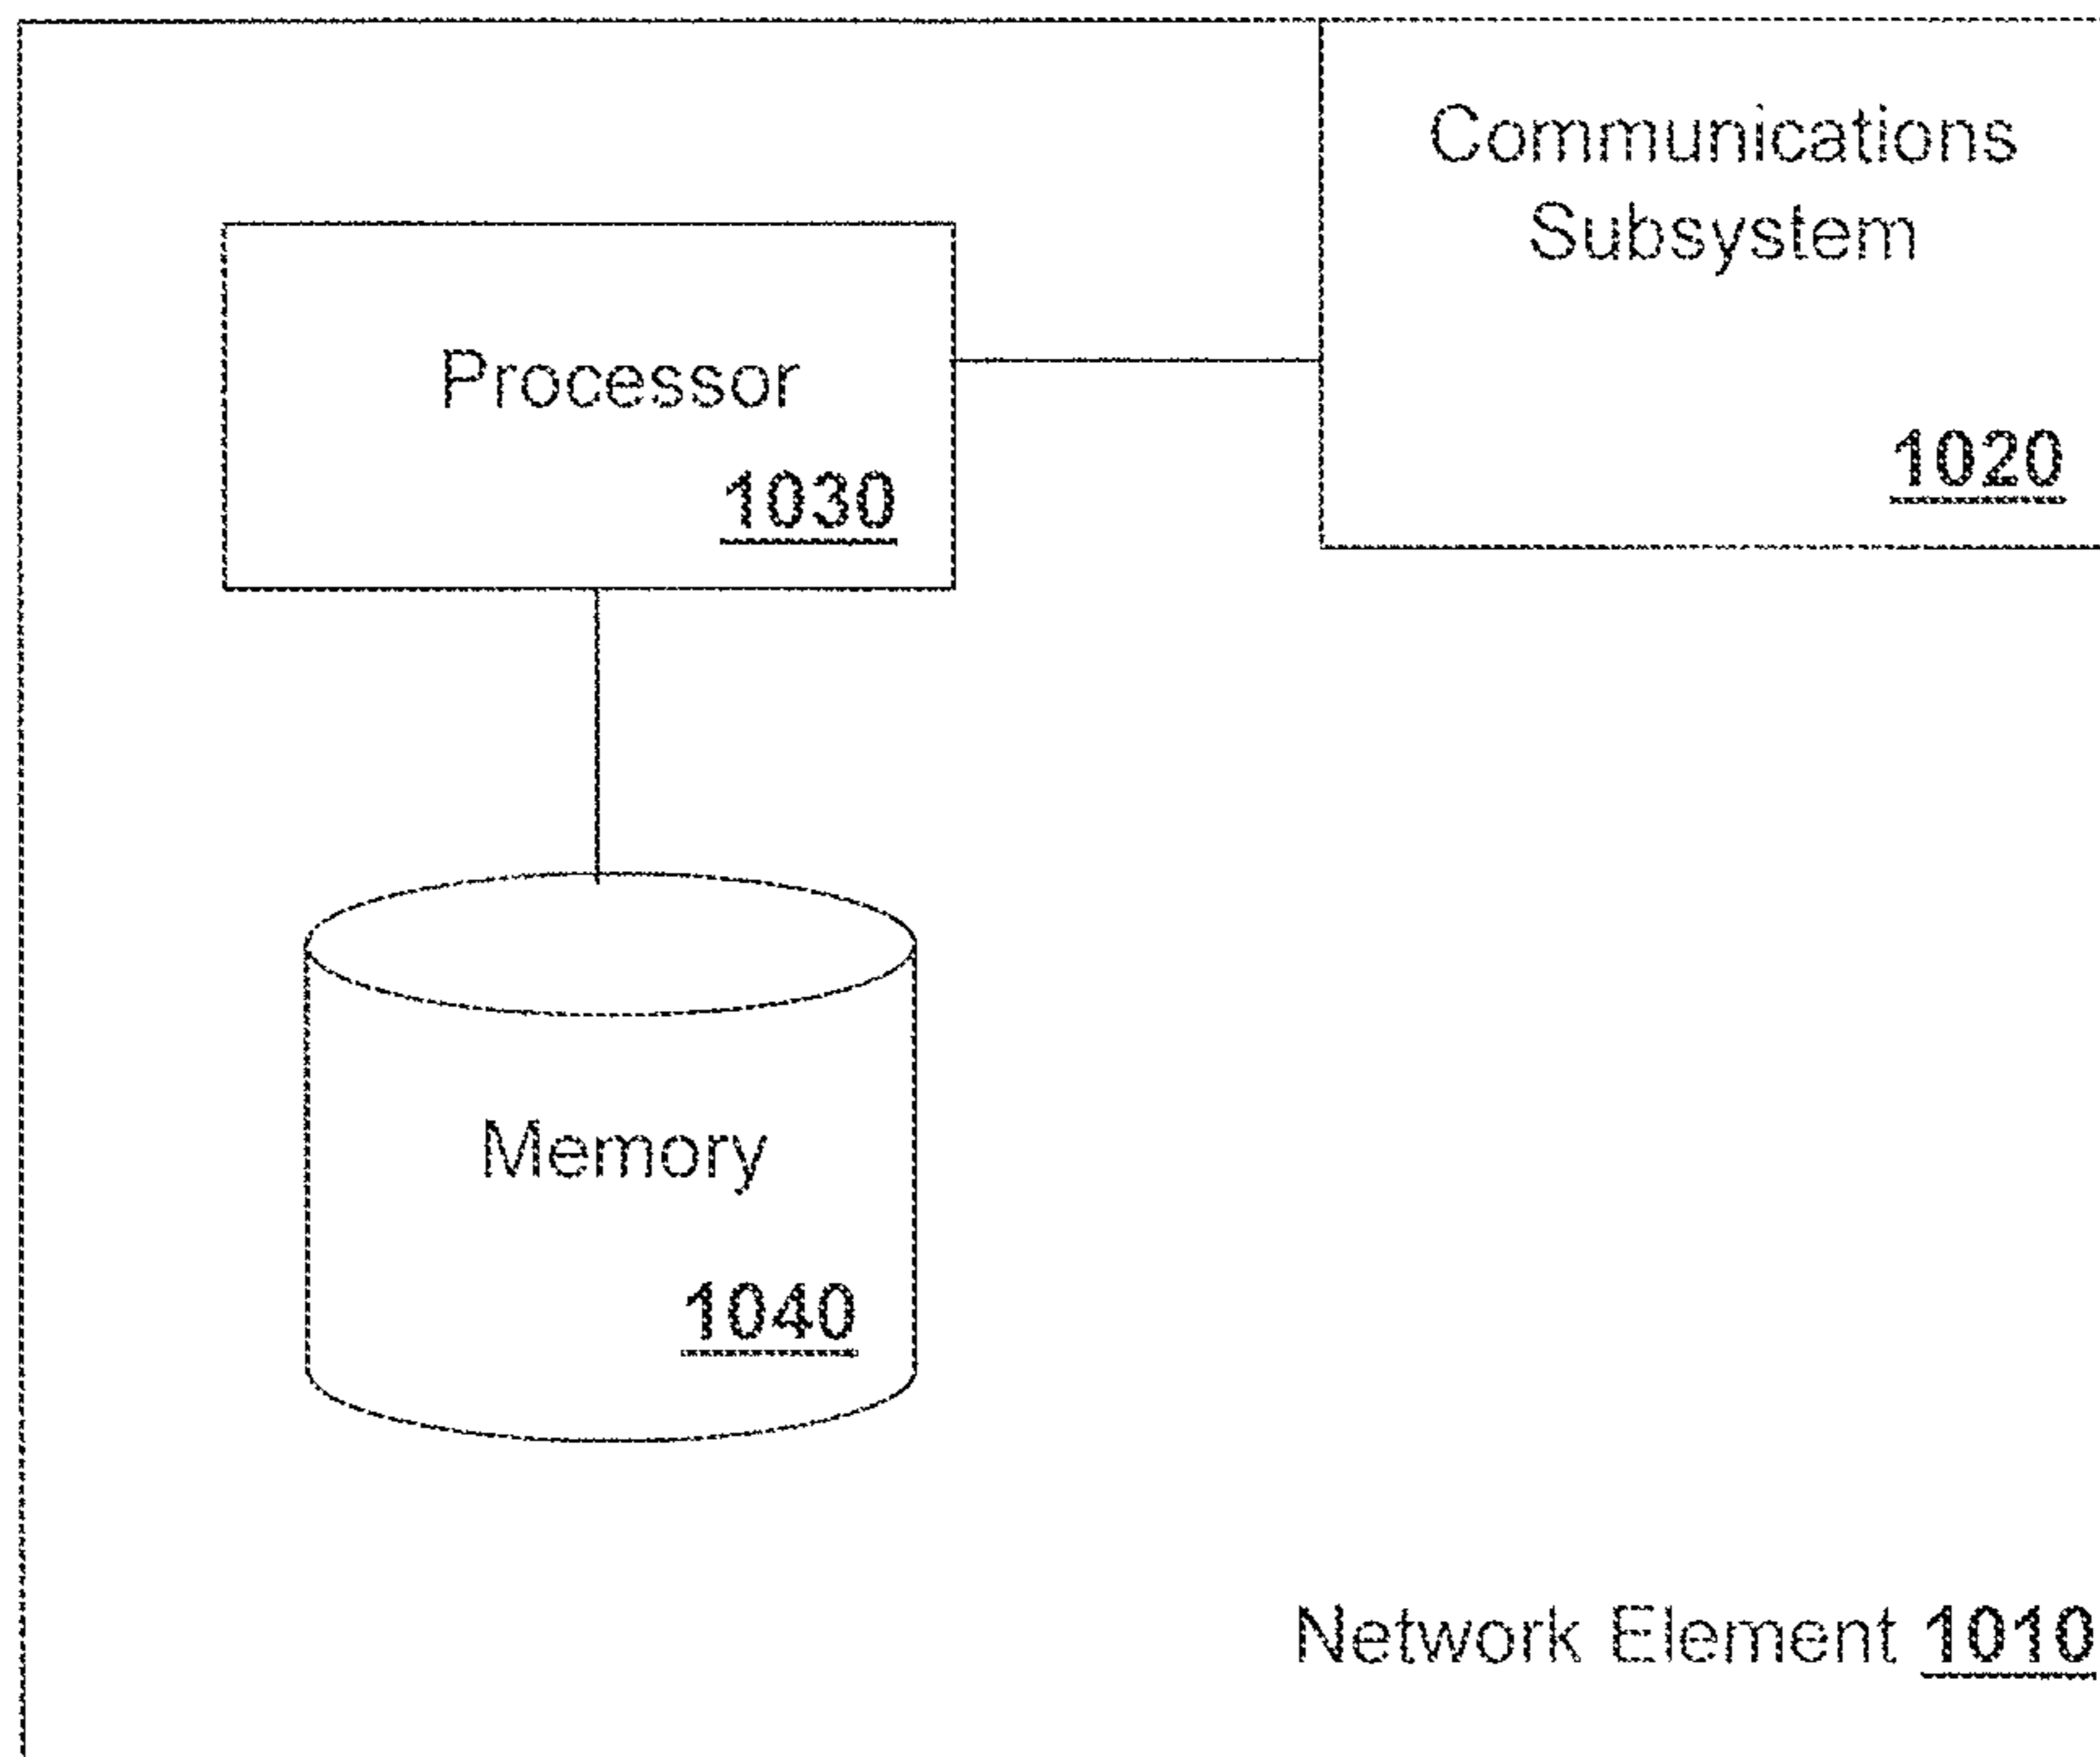 Communications
Subsystem
1020
Processor
1030
Memory
1040
Network Element 1010